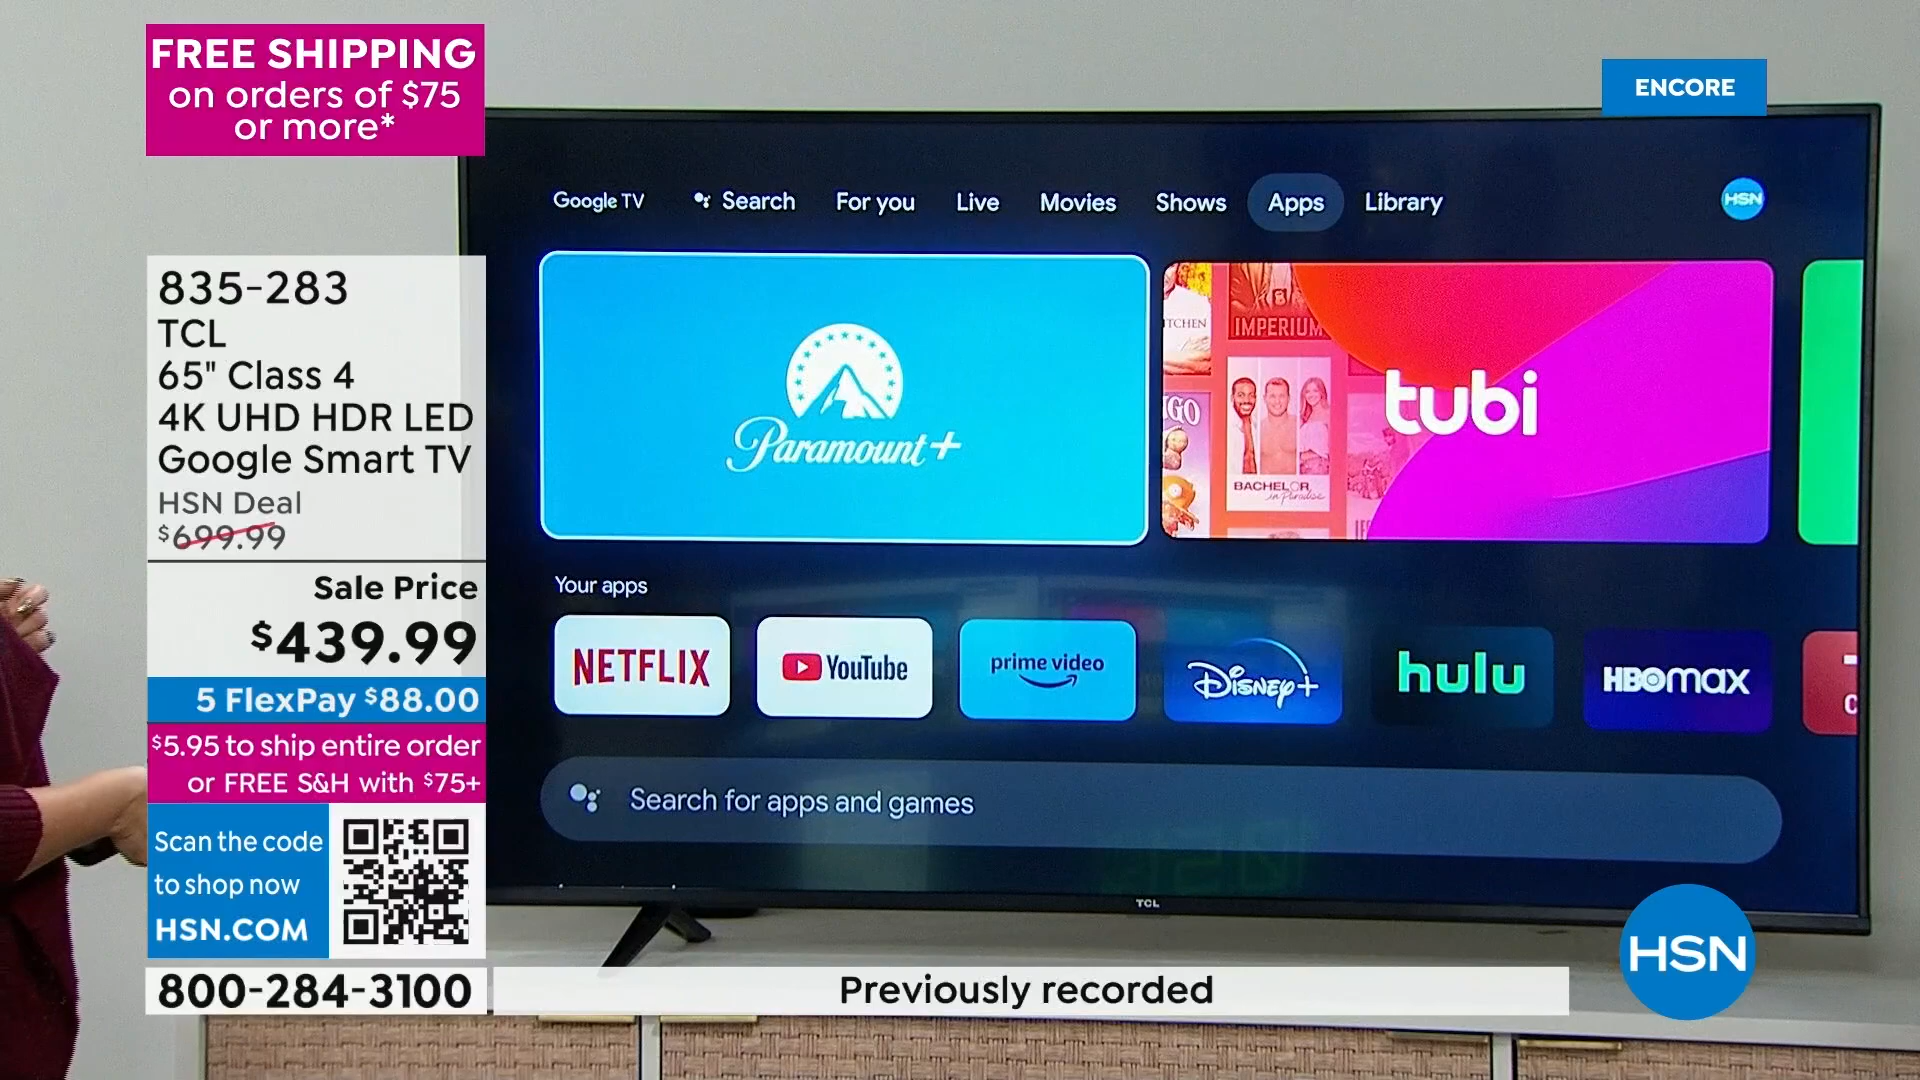 FREE SHIPPING
on orders of $75
or more*
ENCORE
835-283
TCL
65" Class 4
4K UHD HDR LED
Google Smart TV
HSN Deal
$699.99
Sale Price
$439.99
5 FlexPay $88.00
$5.95 to ship entire order
or FREE S&H with $75+
Scan the code
to shop now
HSN.COM
800-284-3100
Google TV Search For you Live Movies Shows Apps Library HSN
Paramount+
IMPERIUM
BACHELOR
in Paradise
tubi
Your apps
NETFLIX YouTube prime video Disney+ hulu HBOmax
Search for apps and games
TCL
HSN
Previously recorded